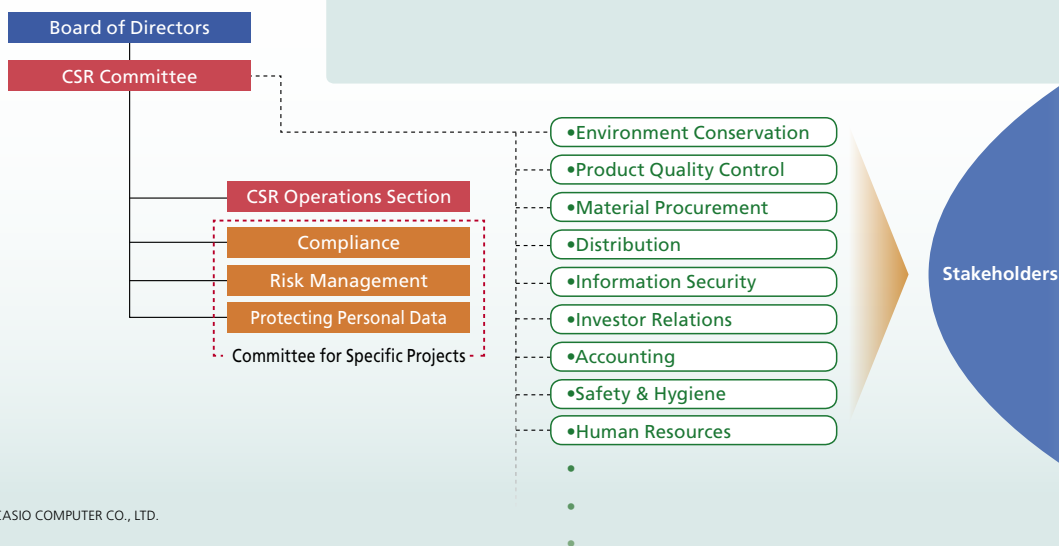 Board of Directors
CSR Committee
CSR Operations Section
Compliance
Risk Management
Protecting Personal Data
Committee for Specific Projects
•Environment Conservation
•Product Quality Control
•Material Procurement
•Distribution
•Information Security
•Investor Relations
•Accounting
•Safety & Hygiene
•Human Resources
•
•
•
Stakeholders
CASIO COMPUTER CO., LTD.